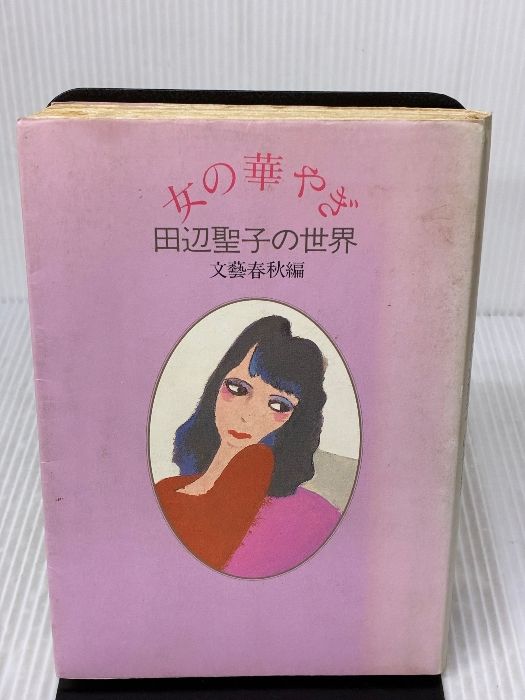 女の華やぎ
田辺聖子の世界
文藝春秋編